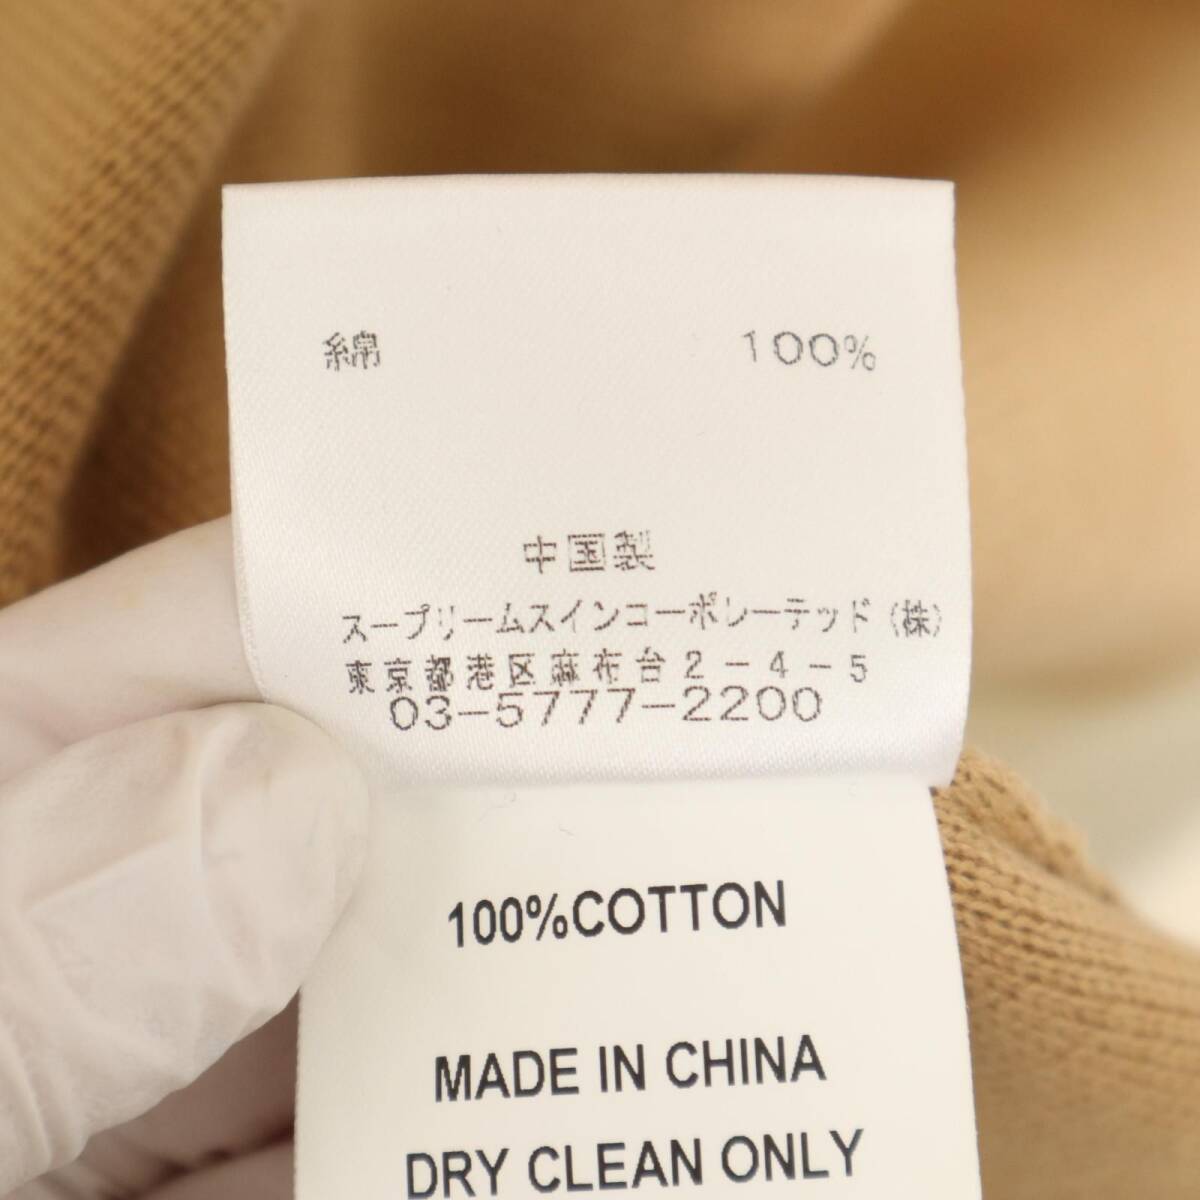 綿 100%
中国製
スープリームスインコーポレーテッド（株）
東京都港区麻布台2-4-5
03-5777-2200
100%COTTON
MADE IN CHINA
DRY CLEAN ONLY